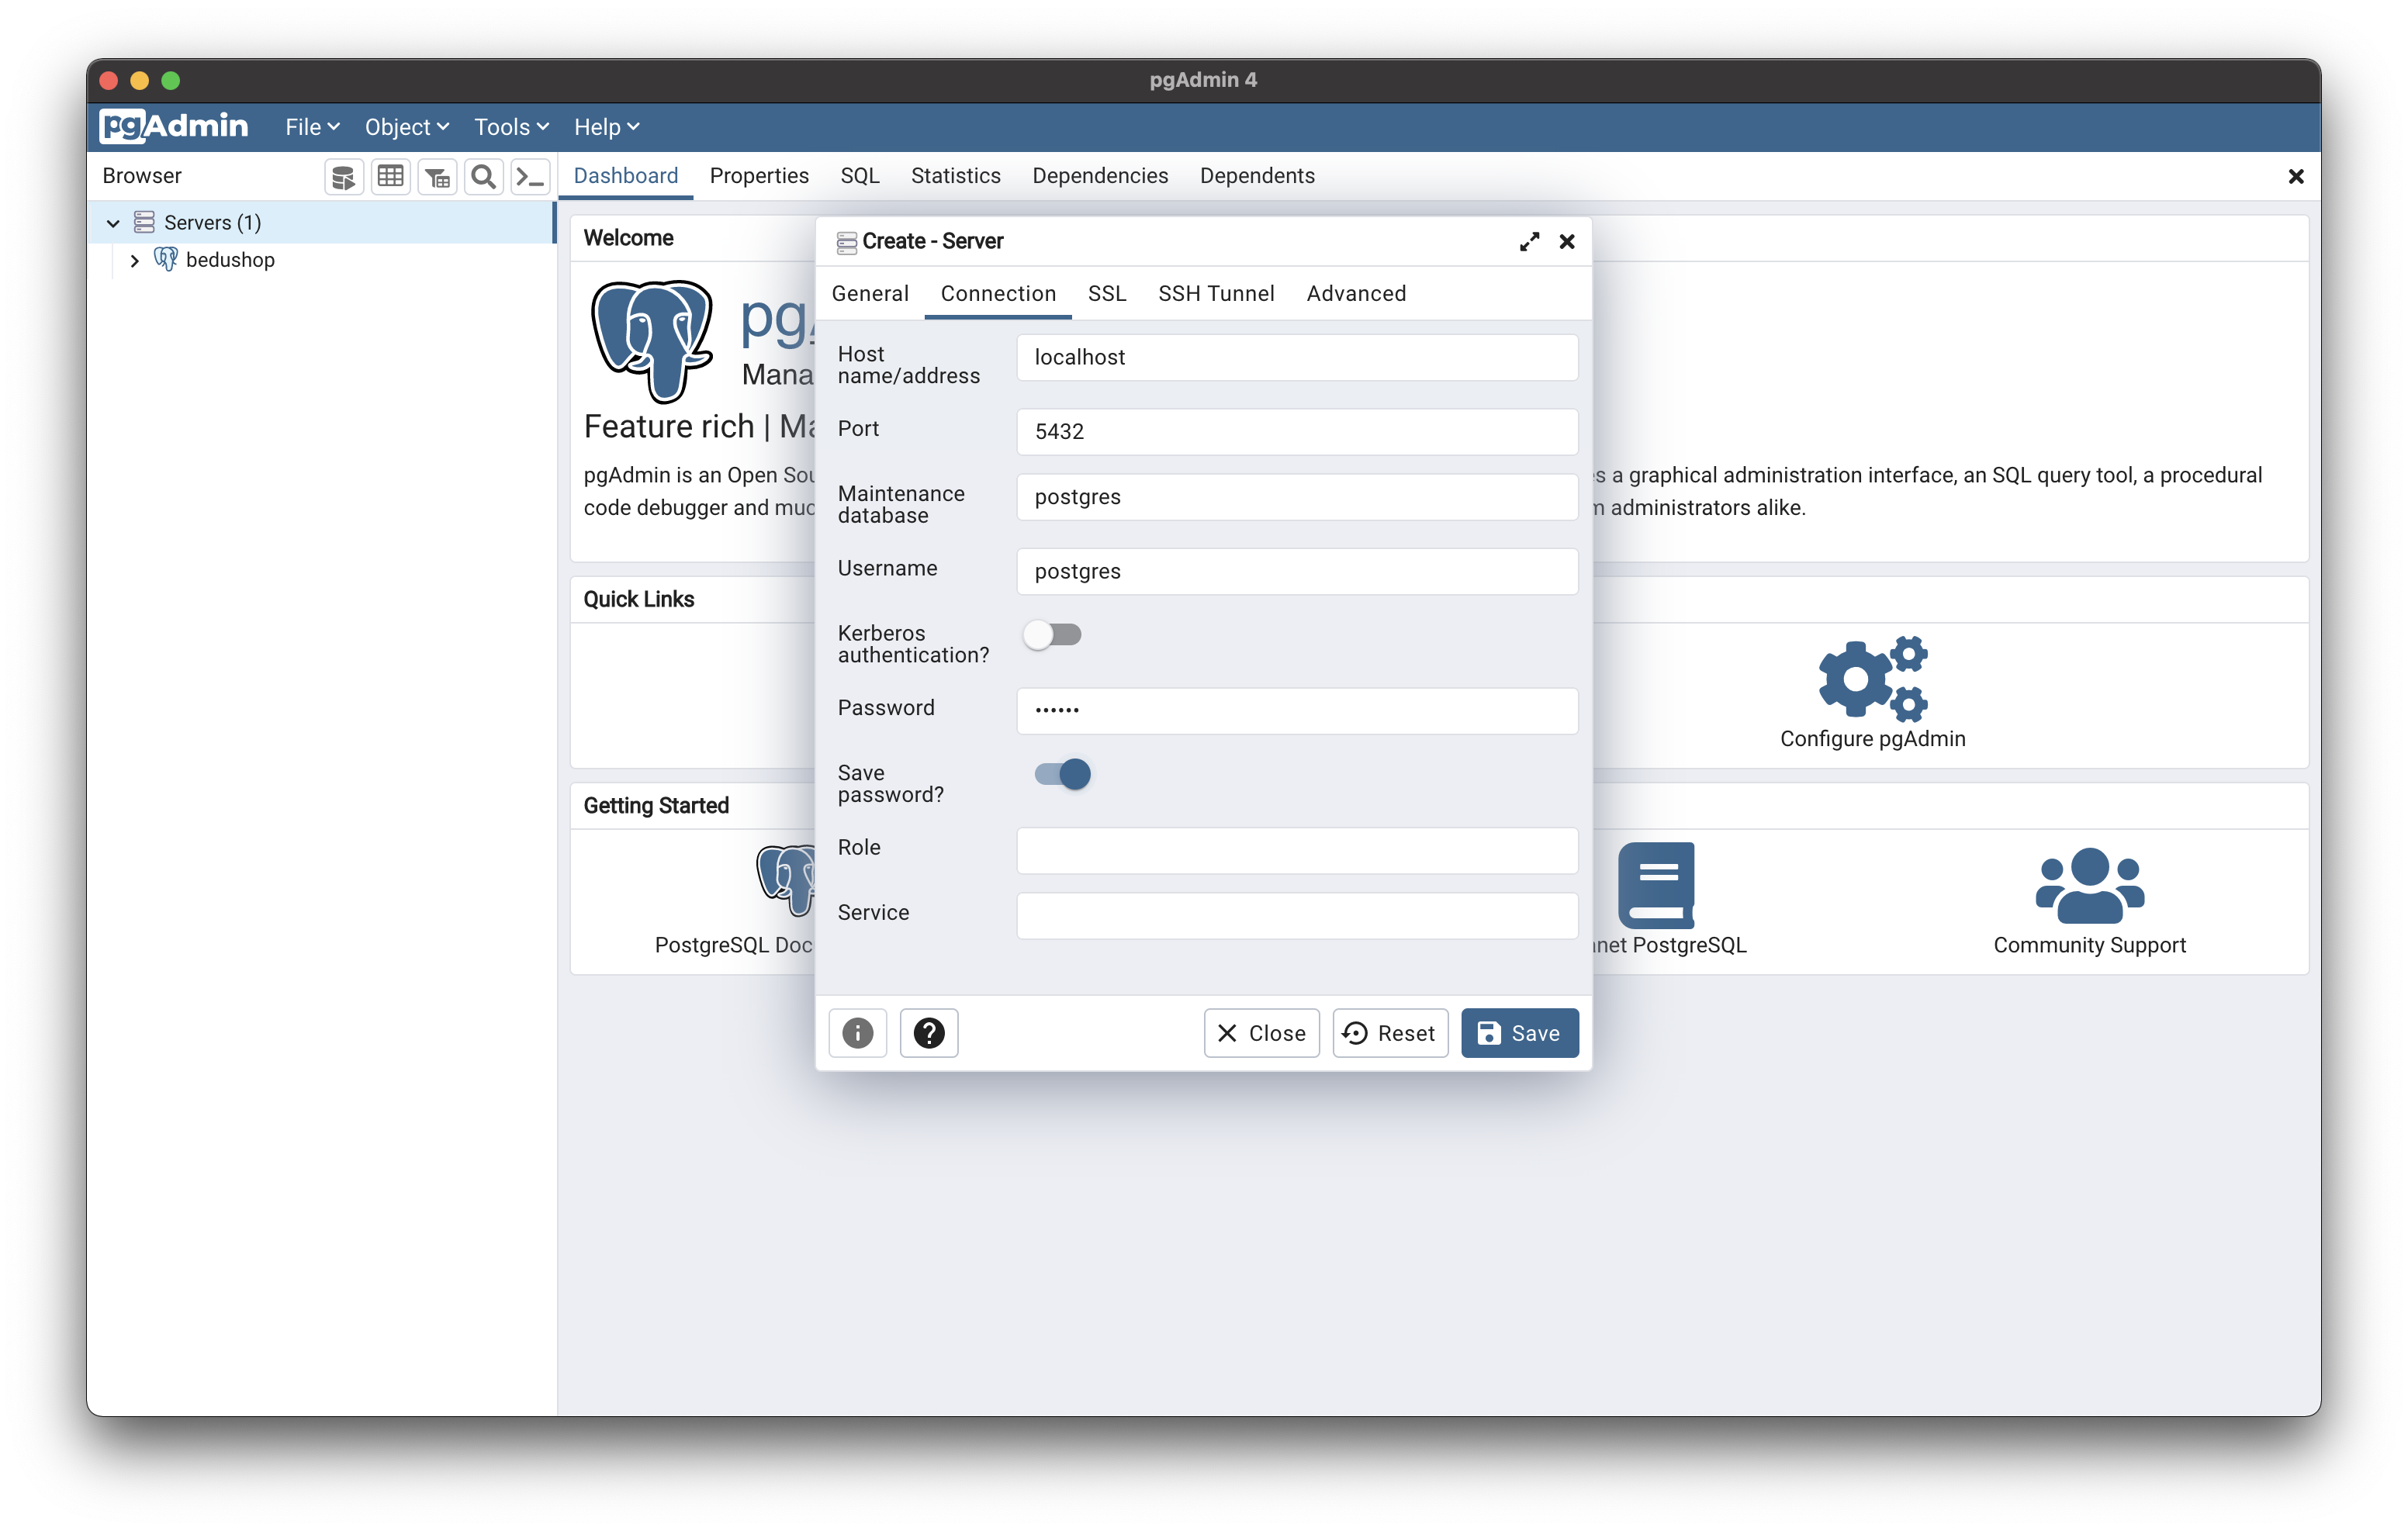 pgAdmin 4
pgAdmin File Object Tools Help
Browser
Dashboard Properties SQL Statistics Dependencies Dependents
Servers (1)
bedushop
Welcome
Mana
Feature rich | Ma
pgAdmin is an Open Sou
s a graphical administration interface, an SQL query tool, a procedural
code debugger and muc
administrators alike.
Quick Links
Configure pgAdmin
Getting Started
PostgreSQL Doc
net PostgreSQL
Community Support
Create - Server
General Connection SSL SSH Tunnel Advanced
Host
name/address
localhost
Port
5432
Maintenance
database
postgres
Username
postgres
Kerberos
authentication?
Password
••••••
Save
password?
Role
Service
Close
Reset
Save